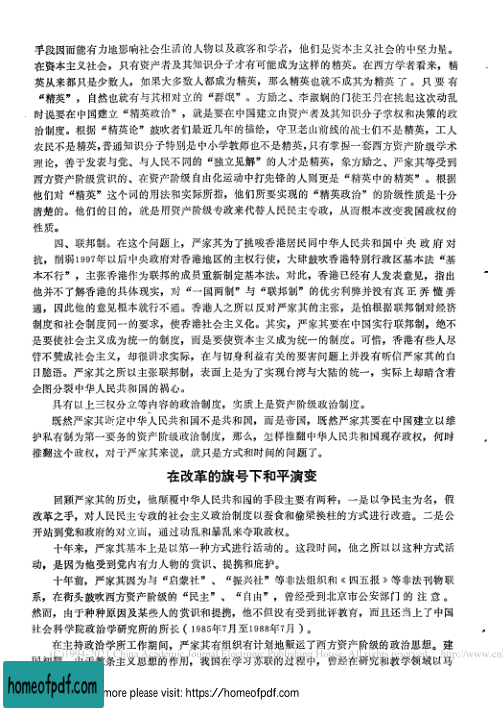 手段因而能有力地影响社会生活的人物以及政客和学者，他们是资本主义社会的中坚力量。
在资本主义社会，只有资产者及其知识分子才有可能成为这样的精英。在西方学者看来，精
英从来都只是少数人，如果大多数人都成为精英，那么精英也就不成其为精英了。只要有
“精英”，自然也就有与其相对立的“群氓”。方励之、李淑娴的门徒王丹在挑起这次动乱
时说要在中国建立“精英政治”，就是要在中国建立由资产者及其知识分子掌权和决策的政
治制度。根据“精英论”鼓吹者们最近几年的描绘，守卫老山前线的战士们不是精英，工人
农民不是精英，普通知识分子特别是中小学教师也不是精英，只有掌握一套西方资产阶级学术
理论，善于发表与党、与人民不同的“独立见解”的人才是精英，象方励之、严家其等受到
西方资产阶级赏识的、在资产阶级自由化运动中打先锋的人则更是“精英中的精英”。根据
他们对“精英”这个词的用法和实际所指，他们所要实现的“精英政治”的阶级性质是十分
清楚的。他们的目的，就是用资产阶级专政来代替人民民主专政，从而根本改变我国政权的
性质。
四、联邦制。在这个问题上，严家其为了挑唆香港居民同中华人民共和国中央政府对
抗，削弱1997年以后中央政府对香港地区的主权行使，大肆鼓吹香港特别行政区基本法“基
本不行”，主张香港作为联邦的成员重新制定基本法。对此，香港已经有人发表意见，指出
他并不了解香港的具体现实，对“一国两制”与“联邦制”的优劣利弊并没有真正弄懂弄
通，因此他的意见根本就行不通。香港人之所以反对严家其的主张，是怕根据联邦制对经济
制度和社会制度同一的要求，使香港社会主义化。其实，严家其要在中国实行联邦制，绝不
是要使社会主义成为统一的制度，而是要使资本主义成为统一的制度。可惜，香港有些人尽
管不赞成社会主义，却很讲求实际，在与切身利益有关的要害问题上并没有听信严家其的白
日臆语。严家其之所以主张联邦制，表面上是为了实现台湾与大陆的统一，实际上却暗含着
企图分裂中华人民共和国的祸心。
具有以上三权分立等内容的政治制度，实质上是资产阶级政治制度。
既然严家其断定中华人民共和国不是共和国，而是帝国，既然严家其要在中国建立以维
护私有制为第一要务的资产阶级政治制度，那么，怎样推翻中华人民共和国现存政权，何时
推翻这个政权，对于严家其来说，就只是方式和时间的问题了。
在改革的旗号下和平演变
回顾严家其的历史，他颠覆中华人民共和国的手段主要有两种：一是以争民主为名，假
改革之手，对人民民主专政的社会主义政治制度以蚕食和偷梁换柱的方式进行改造。二是公
开站到党和政府的对立面，通过动乱和暴乱来夺取政权。
十年来，严家其基本上是以第一种方式进行活动的。这段时间，他之所以以这种方式活
动，是因为他受到党内有力人物的赏识、提携和庇护。
十年前，严家其因为与“启蒙社”、“振兴社”等非法组织和《四五报》等非法刊物联
系，在街头鼓吹西方资产阶级的“民主”、“自由”，曾经受到北京市公安部门的注意。
然而，由于种种原因及某些人的赏识和提携，他不但没有受到批评教育，而且还当上了中国
社会科学院政治学研究所的所长（1985年7月至1988年7月）。
在主持政治学所工作期间，严家其有组织有计划地贩运了西方资产阶级的政治思想。建
China Academic Journal Electronic Publishing House. All rights reserved. http://www.cn
教条主义思想的作用，我国在学习苏联的过程中，曾经在研究和教学领域以马
homeofpdf.com
more please visit: https://homeofpdf.com